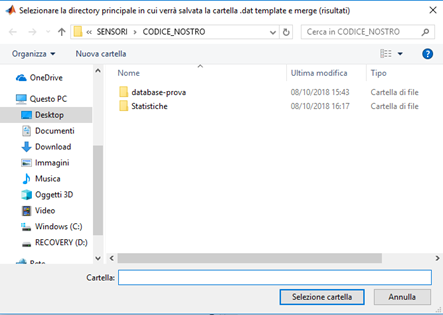 Selezionare la directory principale in cui verrà salvata la cartella .dat template e merge (risultati)
« SENSORI > CODICE_NOSTRO
Cerca in CODICE_NOSTRO
Organizza
Nuova cartella
Nome
Ultima modifica
Tipo
OneDrive
Questo PC
Desktop
Documenti
Download
Immagini
Musica
Oggetti 3D
Video
Windows (C:)
RECOVERY (D:)
database-prova 08/10/2018 15:43 Cartella di file
Statistiche 08/10/2018 16:17 Cartella di file
Cartella:
Selezione cartella
Annulla